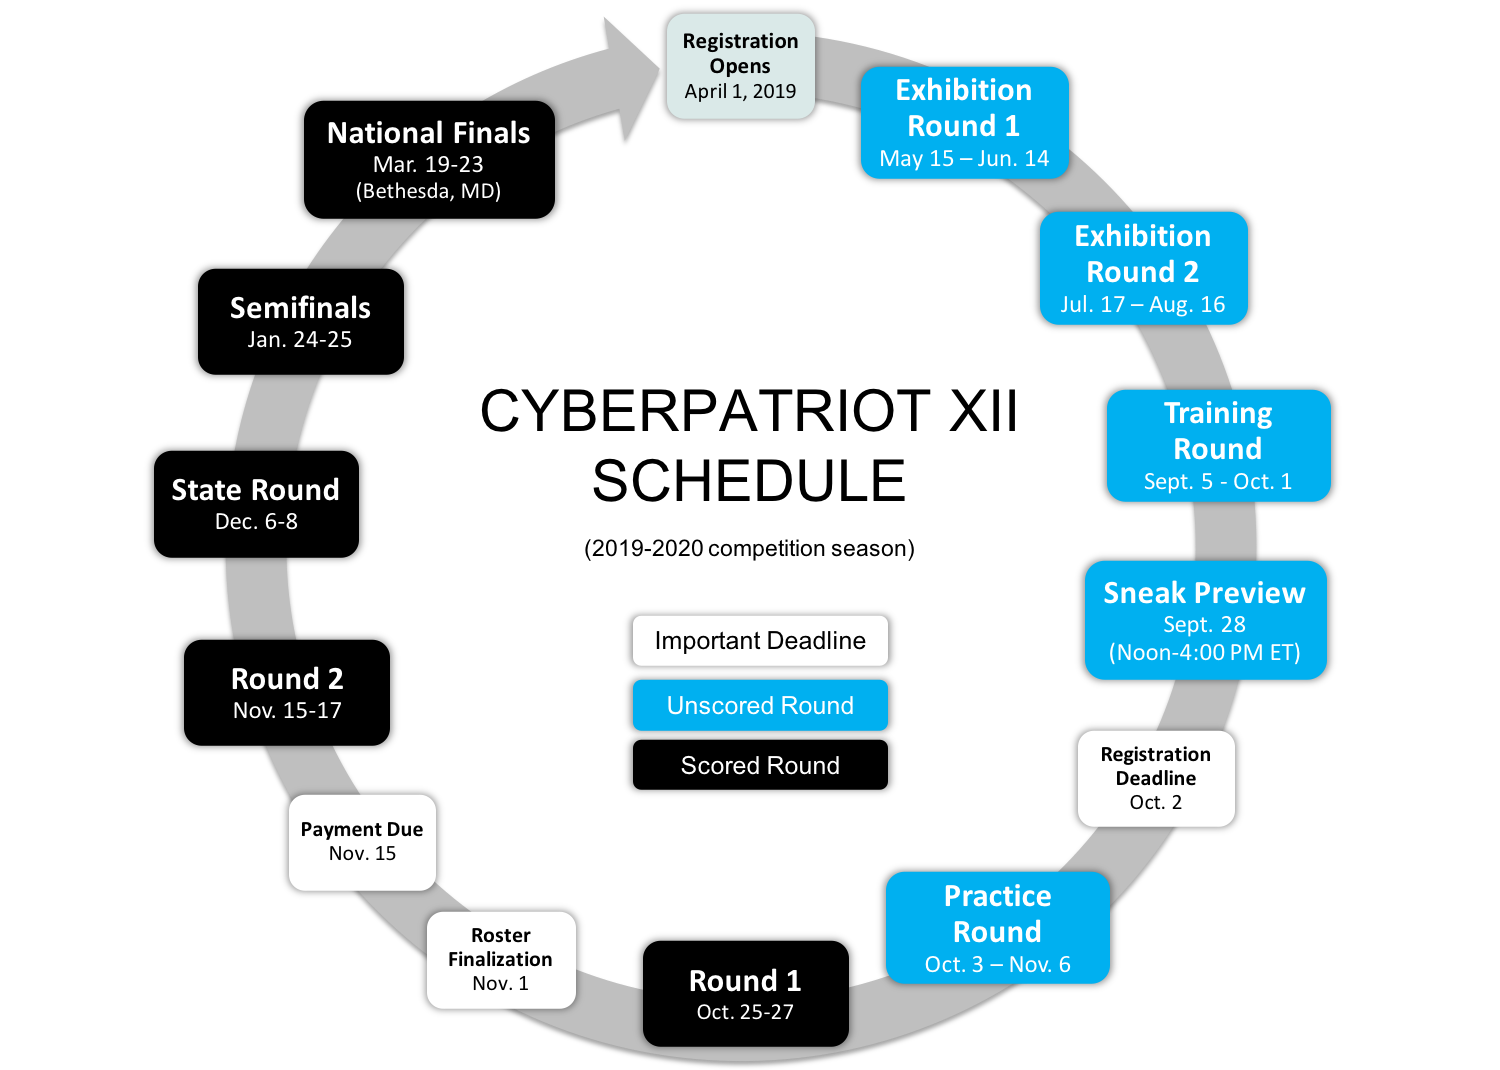 CYBERPATRIOT XII
SCHEDULE
(2019-2020 competition season)
Important Deadline
Unscored Round
Scored Round
Registration
Opens
April 1, 2019
Exhibition
Round 1
May 15 – Jun. 14
Exhibition
Round 2
Jul. 17 – Aug. 16
Training
Round
Sept. 5 - Oct. 1
Sneak Preview
Sept. 28
(Noon-4:00 PM ET)
Registration
Deadline
Oct. 2
Practice
Round
Oct. 3 – Nov. 6
Round 1
Oct. 25-27
Roster
Finalization
Nov. 1
Payment Due
Nov. 15
Round 2
Nov. 15-17
State Round
Dec. 6-8
Semifinals
Jan. 24-25
National Finals
Mar. 19-23
(Bethesda, MD)